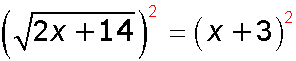 (√(2x+14))² = (x+3)²